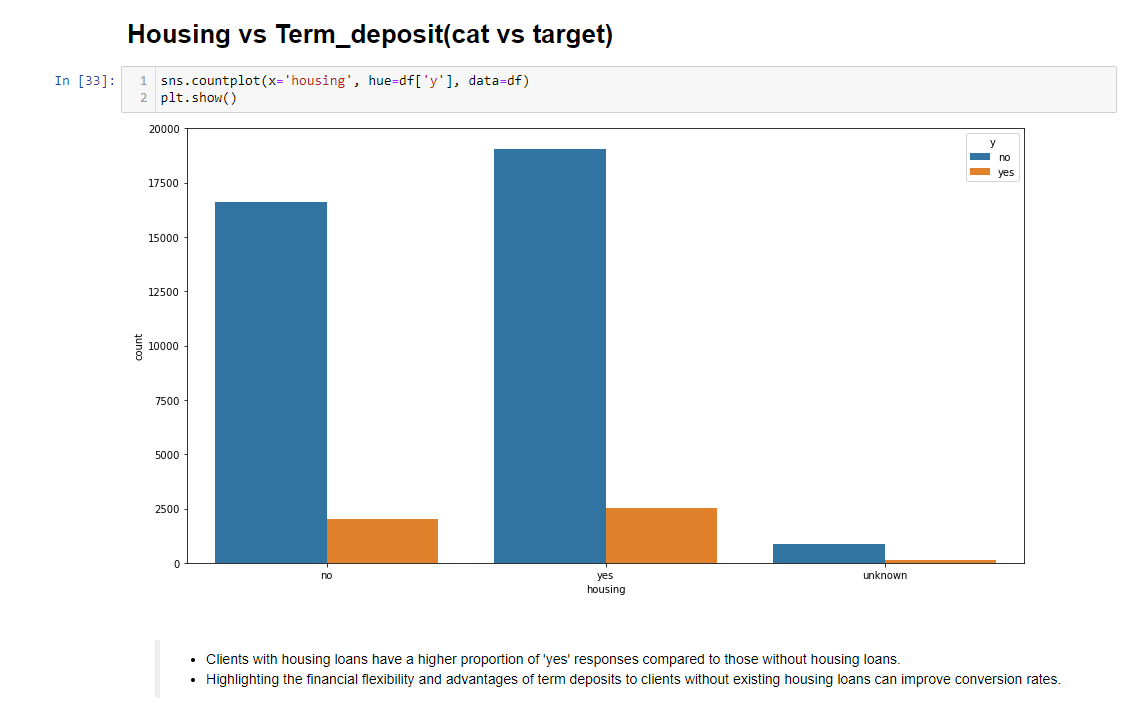 Housing vs Term_deposit(cat vs target)
In [33]:
1 sns.countplot(x='housing', hue=df['y'], data=df)
2 plt.show()
20000
17500
15000
12500
10000
7500
5000
2500
0
count
y
no
yes
no yes unknown
housing
• Clients with housing loans have a higher proportion of 'yes' responses compared to those without housing loans.
• Highlighting the financial flexibility and advantages of term deposits to clients without existing housing loans can improve conversion rates.